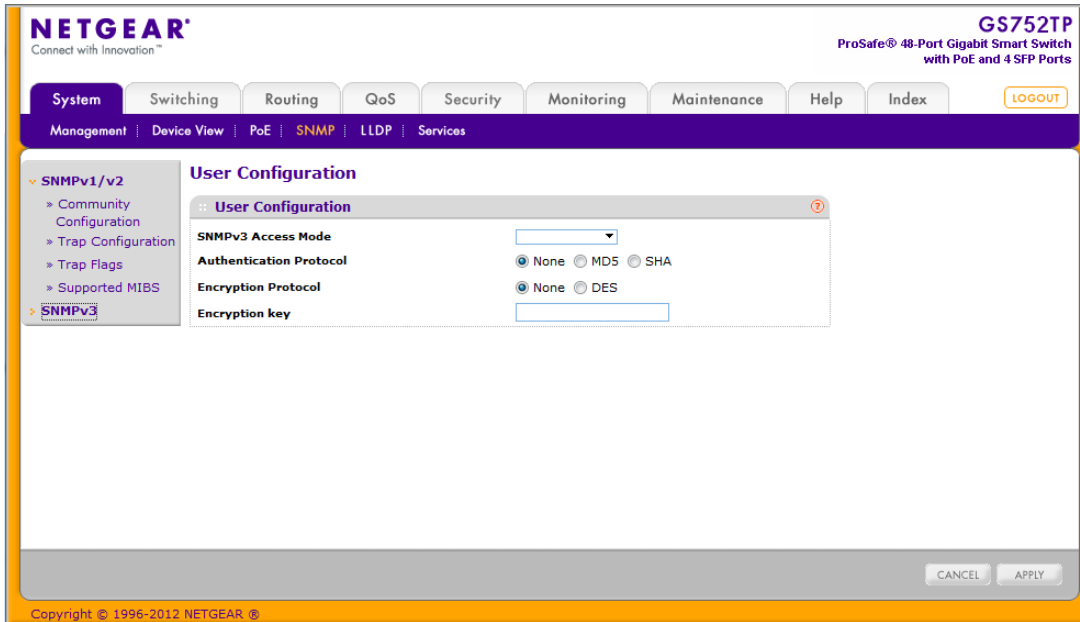 NETGEAR®
Connect with Innovation™
GS752TP
ProSafe® 48-Port Gigabit Smart Switch
with PoE and 4 SFP Ports
System Switching Routing QoS Security Monitoring Maintenance Help Index LOGOUT
Management Device View PoE SNMP LLDP Services
SNMPv1/v2
» Community
Configuration
» Trap Configuration
» Trap Flags
» Supported MIBS
SNMPv3
User Configuration
User Configuration ?
SNMPv3 Access Mode
Authentication Protocol None MD5 SHA
Encryption Protocol None DES
Encryption key
CANCEL APPLY
Copyright © 1996-2012 NETGEAR ®